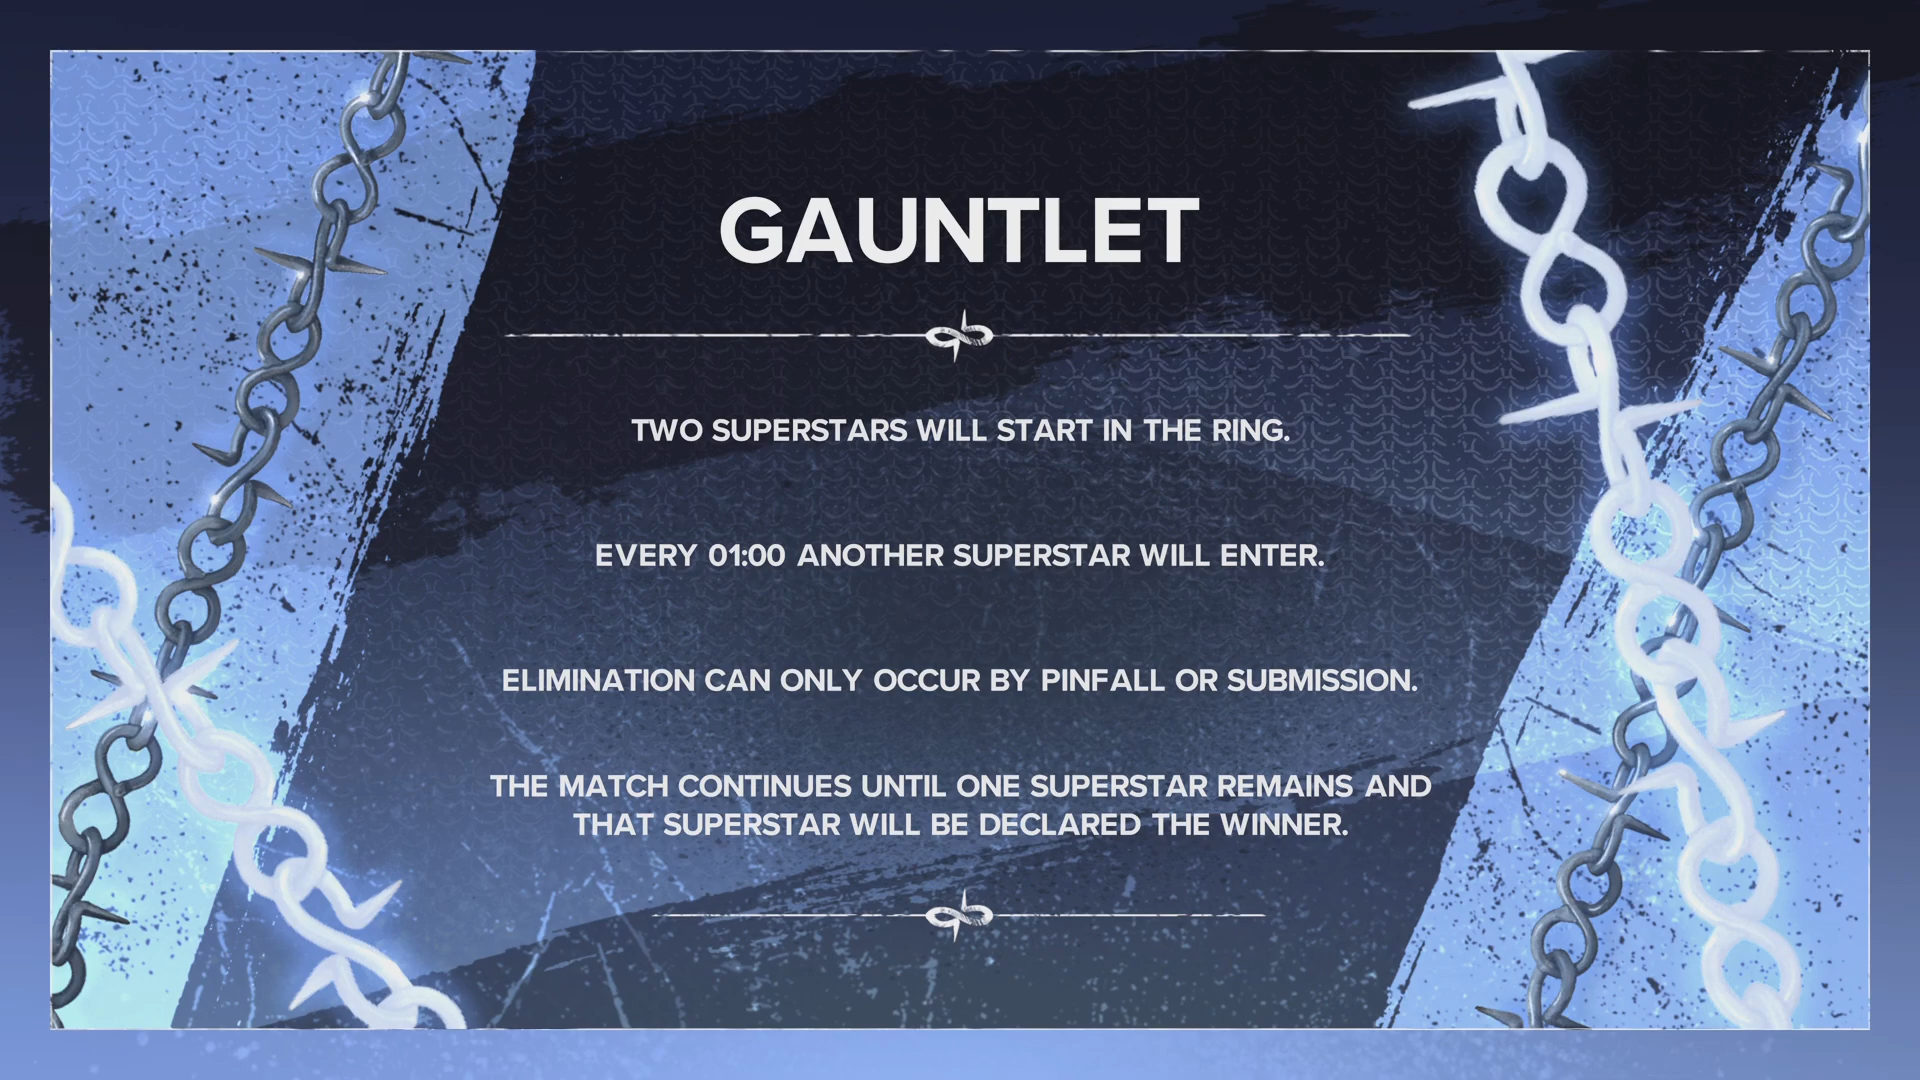 GAUNTLET
TWO SUPERSTARS WILL START IN THE RING.
EVERY 01:00 ANOTHER SUPERSTAR WILL ENTER.
ELIMINATION CAN ONLY OCCUR BY PINFALL OR SUBMISSION.
THE MATCH CONTINUES UNTIL ONE SUPERSTAR REMAINS AND
THAT SUPERSTAR WILL BE DECLARED THE WINNER.